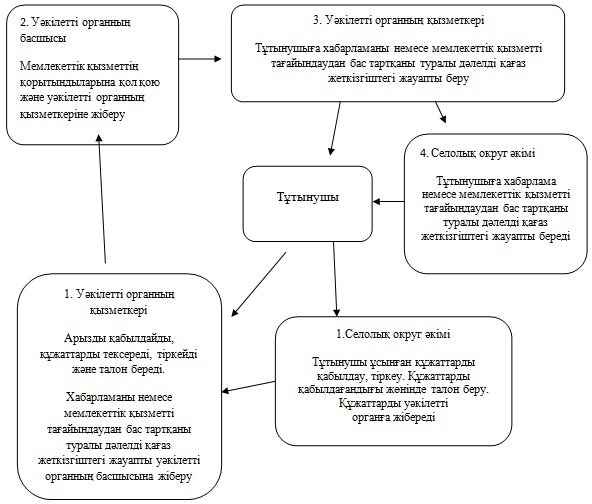 2. Уәкілетті органның
басшысы
Мемлекеттік қызметтің
қорытындыларына қол қою
және уәкілетті органның
қызметкеріне жіберу
3. Уәкілетті органның қызметкері
Тұтынушыға хабарламаны немесе мемлекеттік қызметті
тағайындаудан бас тартқаны туралы дәлелді қағаз
жеткізгіштегі жауапты беру
4. Селолық округ әкімі
Тұтынушыға хабарлама
немесе мемлекеттік қызметті
тағайындаудан бас тартқаны
туралы дәлелді қағаз
жеткізгіштегі жауапты береді
Тұтынушы
1. Уәкілетті органның
қызметкері
Арызды қабылдайды,
құжаттарды тексереді, тіркейді
және талон береді.
Хабарламаны немесе
мемлекеттік қызметті
тағайындаудан бас тартқаны
туралы дәлелді қағаз
жеткізгіштегі жауапты уәкілетті
органның басшысына жіберу
1.Селолық округ әкімі
Тұтынушы ұсынған құжаттарды
қабылдау, тіркеу. Құжаттарды
қабылдағандығы жөнінде талон беру.
Құжаттарды уәкілетті
органға жібереді